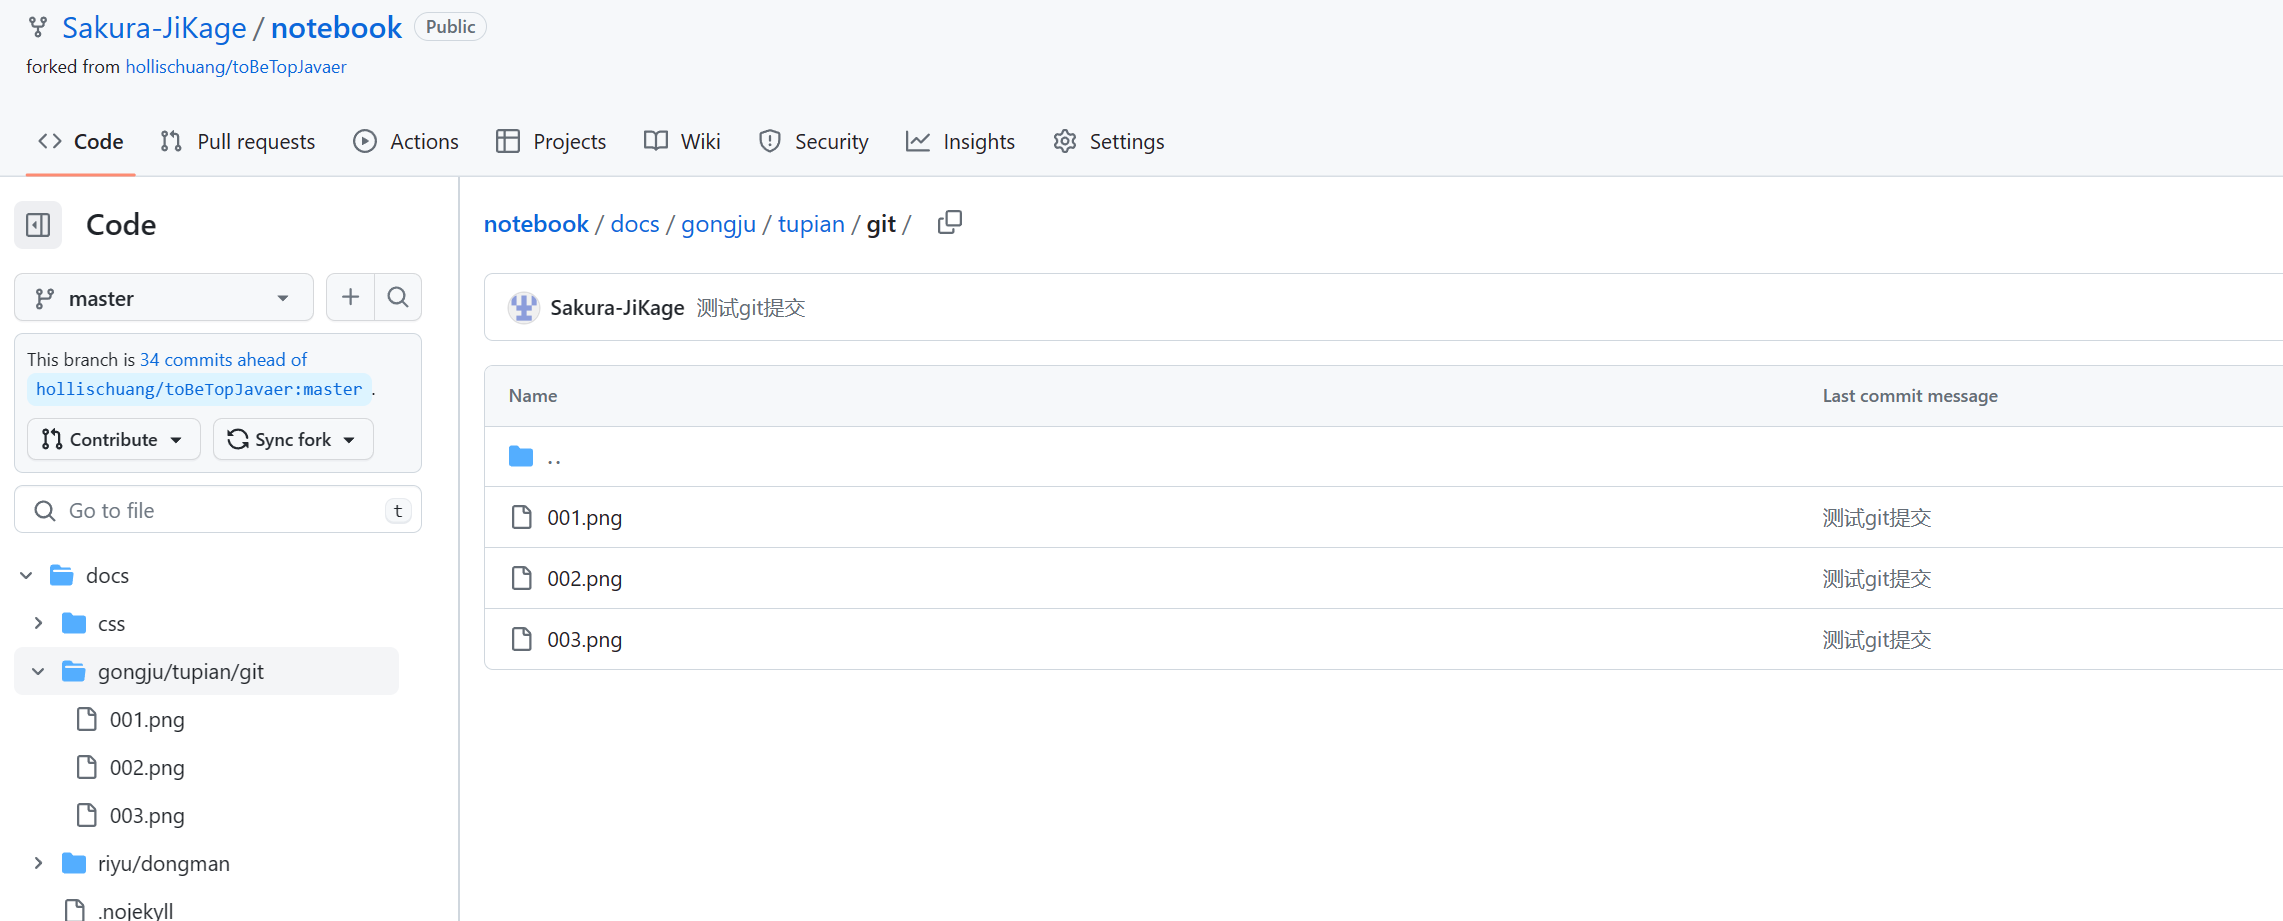 Sakura-JiKage / notebook Public
forked from hollischuang/toBeTopJavaer
Code Pull requests Actions Projects Wiki Security Insights Settings
Code
master
This branch is 34 commits ahead of
hollischuang/toBeTopJavaer:master .
Contribute Sync fork
Go to file t
docs
css
gongju/tupian/git
001.png
002.png
003.png
riyu/dongman
.nojekyll
notebook / docs / gongju / tupian / git /
Sakura-JiKage 测试git提交
Name Last commit message
..
001.png 测试git提交
002.png 测试git提交
003.png 测试git提交